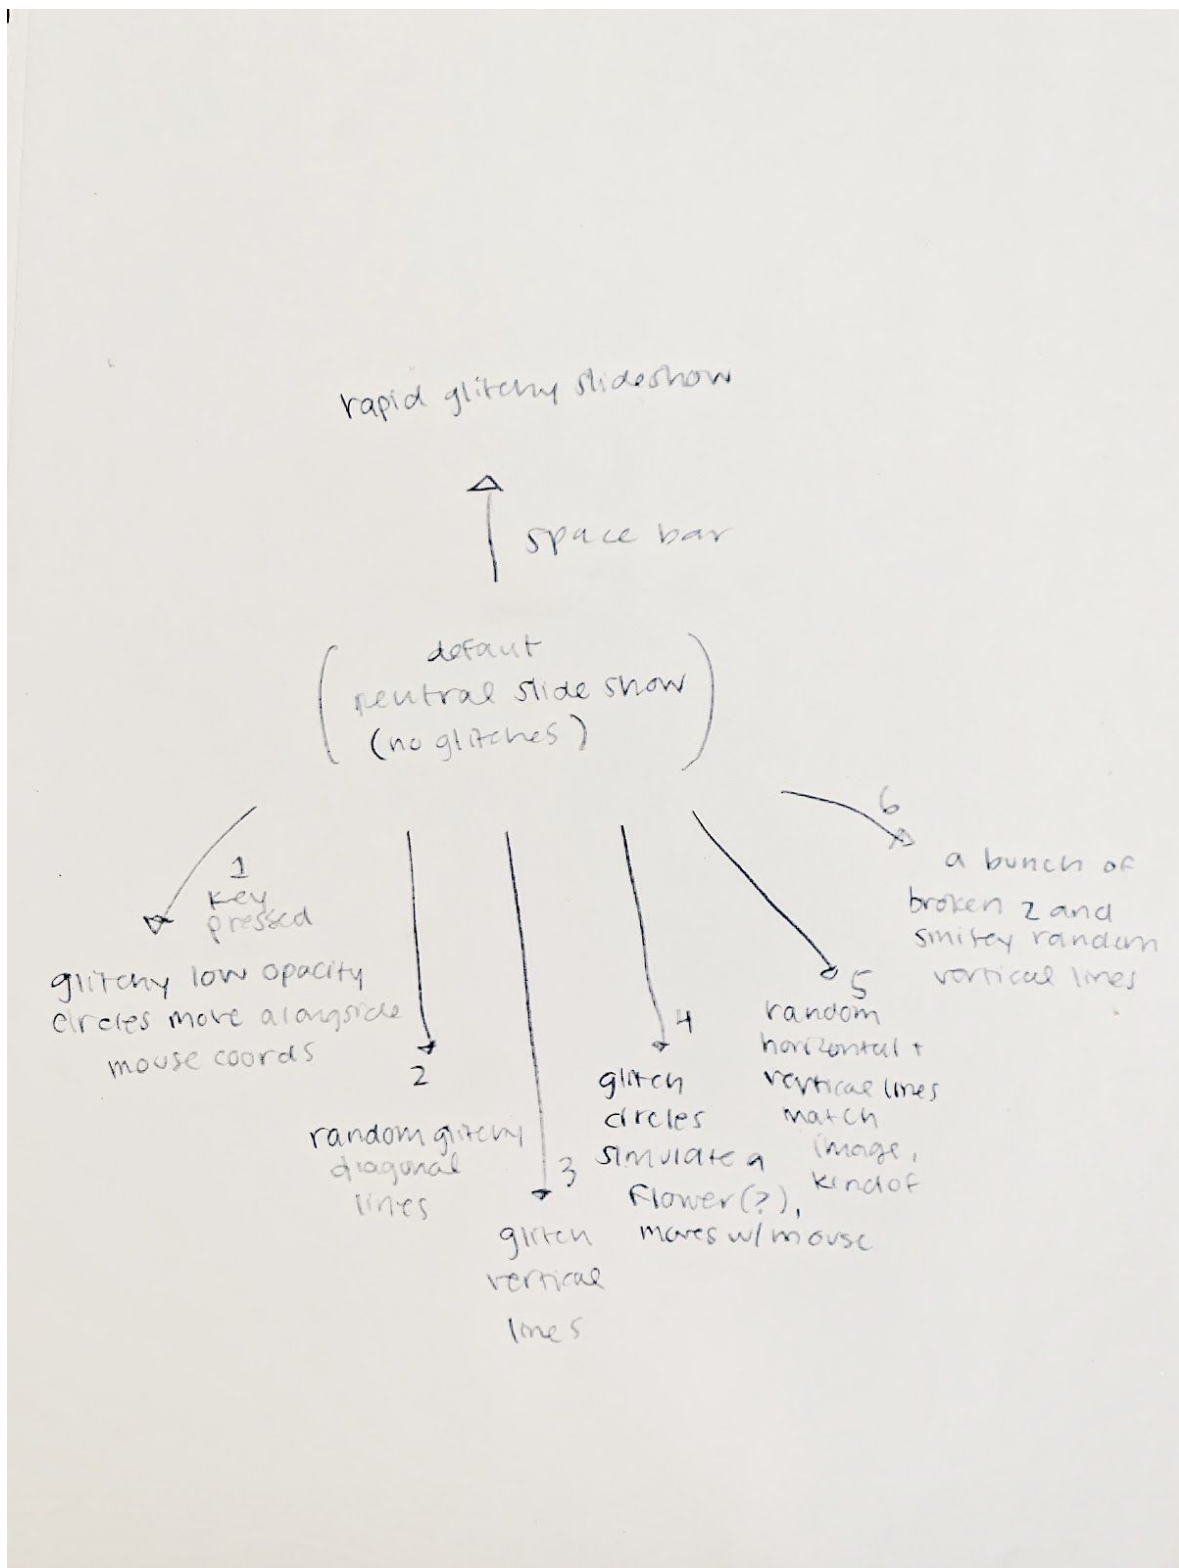 rapid glitchy slideshow
space bar
defaut
neutral slide show
(no glitches)
1
key
pressed
glitchy low opacity
circles move alongside
mouse coords
2
random glitchy
diagonal
lines
3
glitch
vertical
lines
4
glitch
circles
simulate a
flower(?),
moves w/ mouse
5
random
horizontal +
vertical lines
match
image,
kind of
6
a bunch of
broken 2 and
random
vertical lines